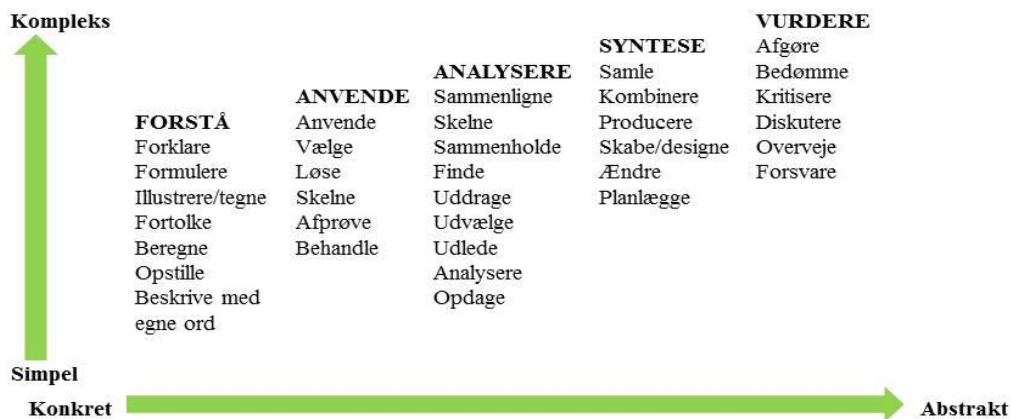 Kompleks
FORSTÅ
Forklare
Formulere
Illustrere/tegne
Fortolke
Beregne
Opstille
Beskrive med
egne ord
ANVENDE
Anvende
Vælge
Løse
Skelne
Afprøve
Behandle
ANALYSERE
Sammenligne
Skelne
Sammenholde
Finde
Uddrage
Udvælge
Udlede
Analysere
Opdage
SYNTESE
Samle
Kombinere
Producere
Skabe/designe
Ændre
Planlægge
VURDERE
Afgøre
Bedømme
Kritisere
Diskutere
Overveje
Forsvare
Simpel
Konkret
Abstrakt